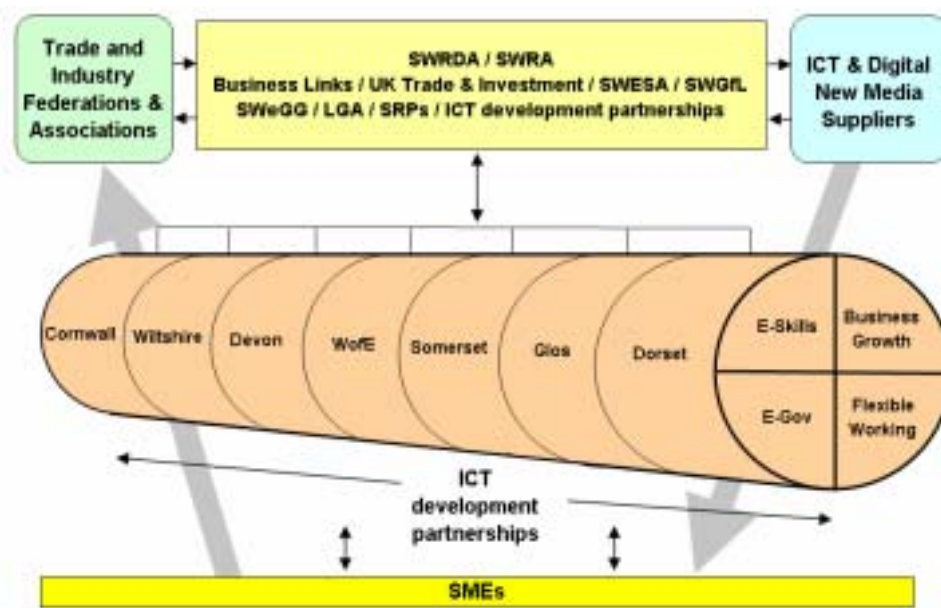 Trade and
Industry
Federations &
Associations
SWRDA / SWRA
Business Links / UK Trade & Investment / SWESA / SWGfL
SWeGG / LGA / SRPs / ICT development partnerships
ICT & Digital
New Media
Suppliers
Cornwall
Wiltshire
Devon
WofE
Somerset
Glos
Dorset
E-Skills
Business
Growth
E-Gov
Flexible
Working
ICT
development
partnerships
SMEs